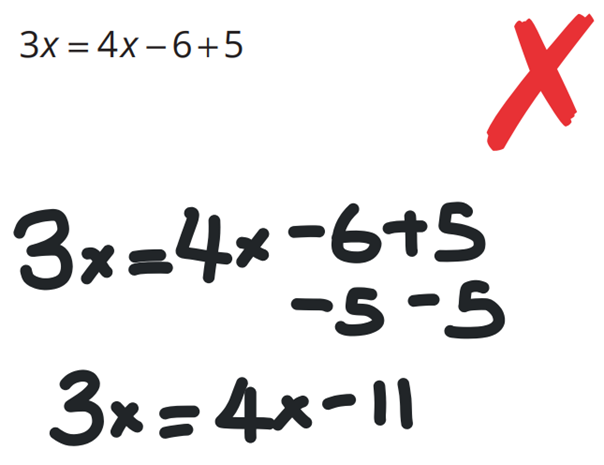 3x = 4x − 6 + 5
3x = 4x - 6 + 5
- 5 - 5
3x = 4x - 11